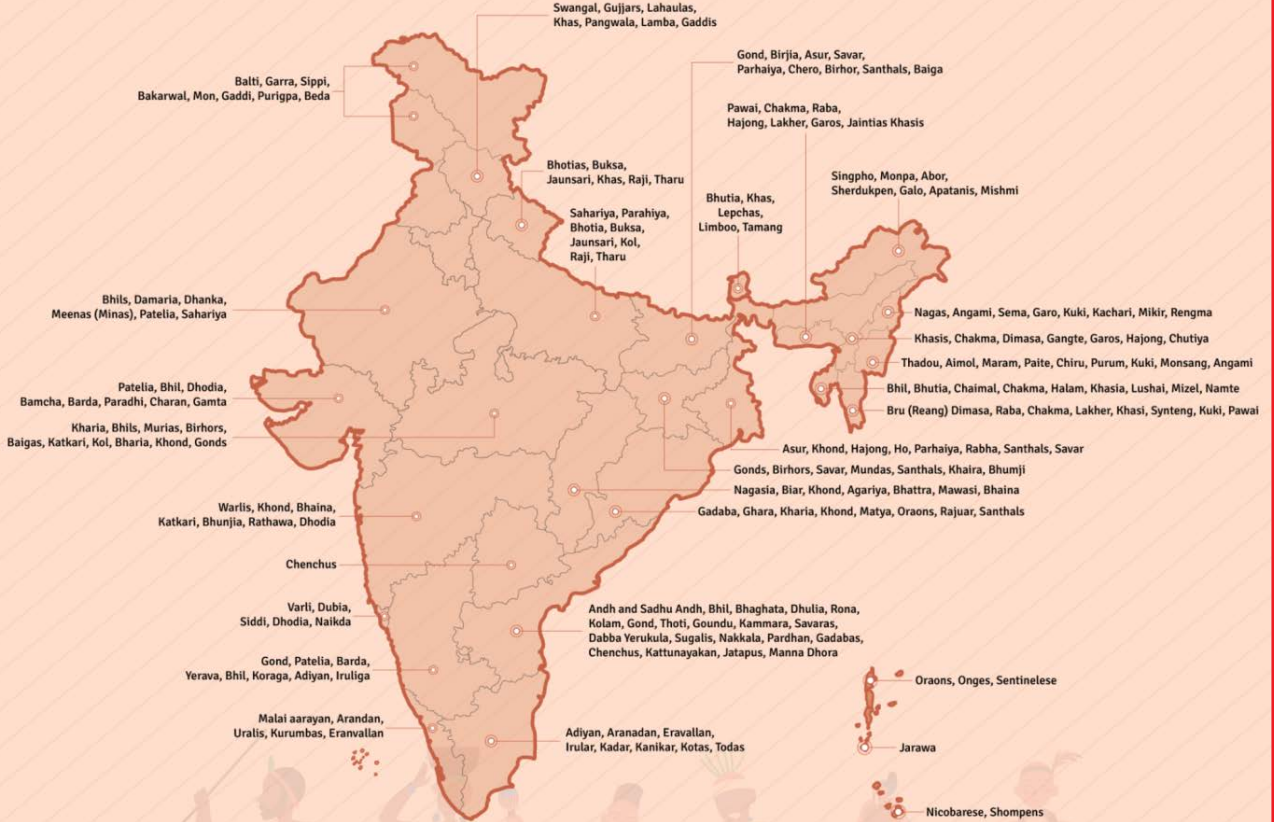 Swangal, Gujjars, Lahaulas,
Khas, Pangwala, Lamba, Gaddis
Gond, Birjia, Asur, Savar,
Parhaiya, Chero, Birhor, Santhals, Baiga
Balti, Garra, Sippi,
Bakarwal, Mon, Gaddi, Purigpa, Beda
Pawai, Chakma, Raba,
Hajong, Lakher, Garos, Jaintias Khasis
Bhotias, Buksa,
Jaunsari, Khas, Raji, Tharu
Singpho, Monpa, Abor,
Sherdukpen, Galo, Apatanis, Mishmi
Bhutia, Khas,
Lepchas,
Limboo, Tamang
Sahariya, Parahiya,
Bhotia, Buksa,
Jaunsari, Kol,
Raji, Tharu
Bhils, Damaria, Dhanka,
Meenas (Minas), Patelia, Sahariya
Nagas, Angami, Sema, Garo, Kuki, Kachari, Mikir, Rengma
Khasis, Chakma, Dimasa, Gangte, Garos, Hajong, Chutiya
Thadou, Aimol, Maram, Paite, Chiru, Purum, Kuki, Monsang, Angami
Bhil, Bhutia, Chaimal, Chakma, Halam, Khasia, Lushai, Mizel, Namte
Bru (Reang) Dimasa, Raba, Chakma, Lakher, Khasi, Synteng, Kuki, Pawai
Patelia, Bhil, Dhodia,
Bamcha, Barda, Paradhi, Charan, Gamta
Kharia, Bhils, Murias, Birhors,
Baigas, Katkari, Kol, Bharia, Khond, Gonds
Asur, Khond, Hajong, Ho, Parhaiya, Rabha, Santhals, Savar
Gonds, Birhors, Savar, Mundas, Santhals, Khaira, Bhumji
Nagasia, Biar, Khond, Agariya, Bhattra, Mawasi, Bhaina
Gadaba, Ghara, Kharia, Khond, Matya, Oraons, Rajuar, Santhals
Warlis, Khond, Bhaina,
Katkari, Bhunjia, Rathawa, Dhodia
Chenchus
Varli, Dubia,
Siddi, Dhodia, Naikda
Andh and Sadhu Andh, Bhil, Bhaghata, Dhulia, Rona,
Kolam, Gond, Thoti, Goundu, Kammara, Savaras,
Dabba Yerukula, Sugalis, Nakkala, Pardhan, Gadabas,
Chenchus, Kattunayakan, Jatapus, Manna Dhora
Gond, Patelia, Barda,
Yerava, Bhil, Koraga, Adiyan, Iruliga
Oraons, Onges, Sentinelese
Malai aarayan, Arandan,
Uralis, Kurumbas, Eranvallan
Adiyan, Aranadan, Eravallan,
Irular, Kadar, Kanikar, Kotas, Todas
Jarawa
Nicobarese, Shompens